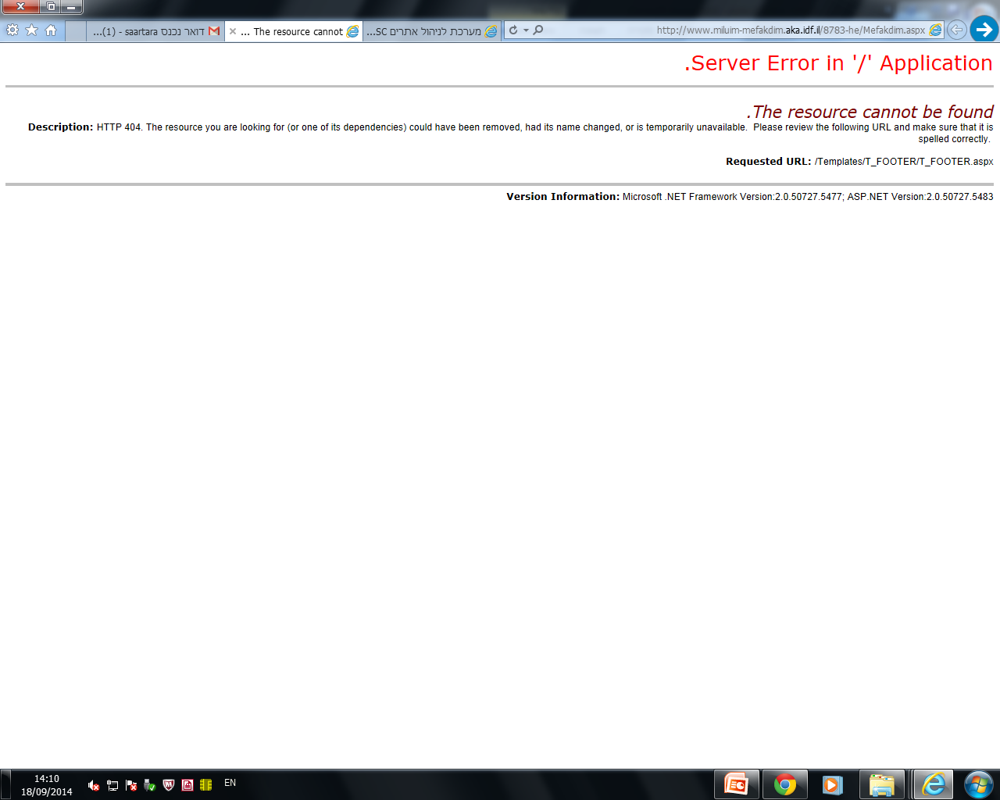 דואר נכנס saartara - (1)...
The resource cannot ...
מערכת לניהול אתרים SC...
http://www.miluim-mefakdim.aka.idf.il/8783-he/Mefakdim.aspx
.Server Error in '/' Application
.The resource cannot be found
Description: HTTP 404. The resource you are looking for (or one of its dependencies) could have been removed, had its name changed, or is temporarily unavailable.  Please review the following URL and make sure that it is
spelled correctly.
Requested URL: /Templates/T_FOOTER/T_FOOTER.aspx
Version Information: Microsoft .NET Framework Version:2.0.50727.5477; ASP.NET Version:2.0.50727.5483
14:10
18/09/2014
EN